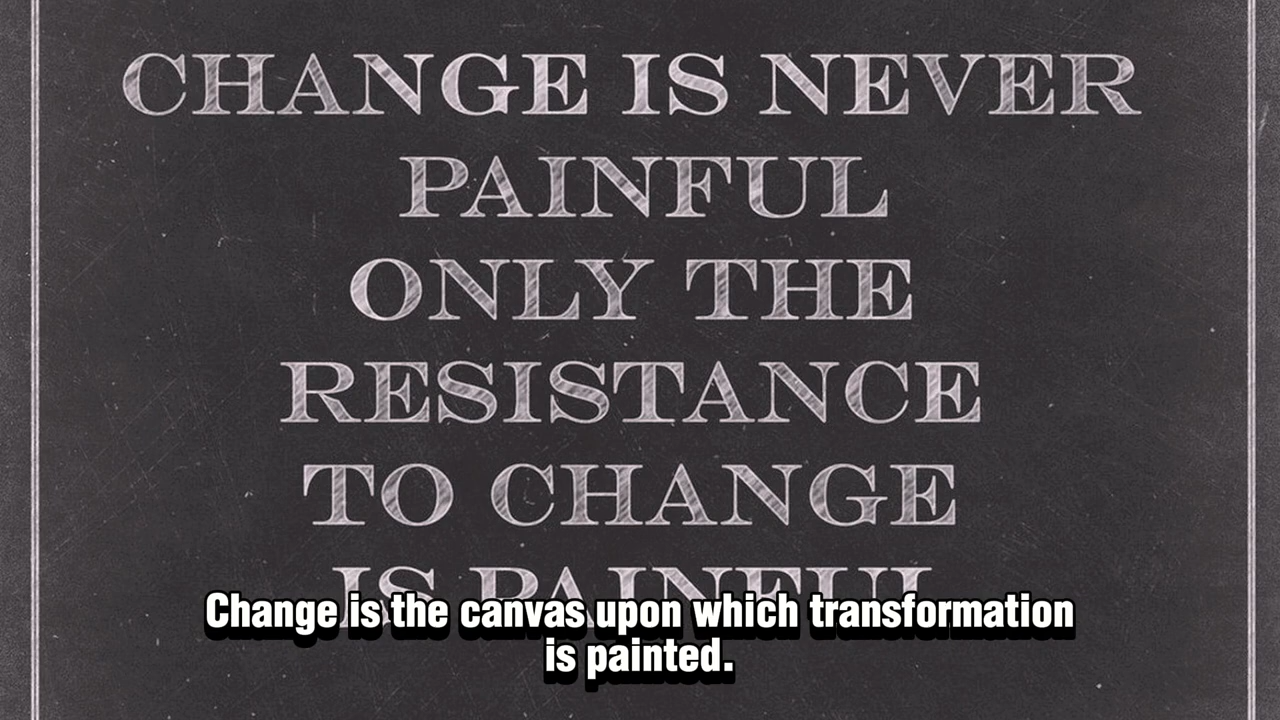 CHANGE IS NEVER
PAINFUL
ONLY THE
RESISTANCE
TO CHANGE
IS PAINFUL
Change is the canvas upon which transformation
is painted.